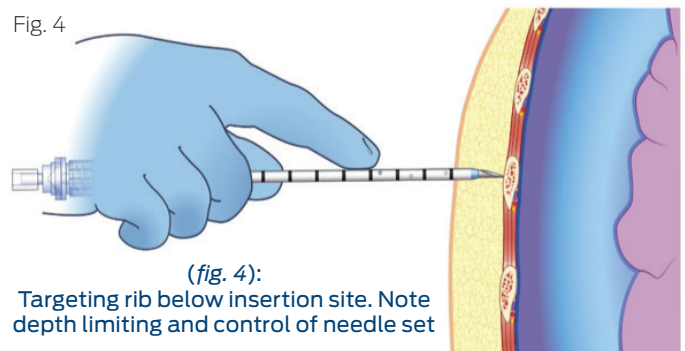 Fig. 4
(fig. 4):
Targeting rib below insertion site. Note
depth limiting and control of needle set